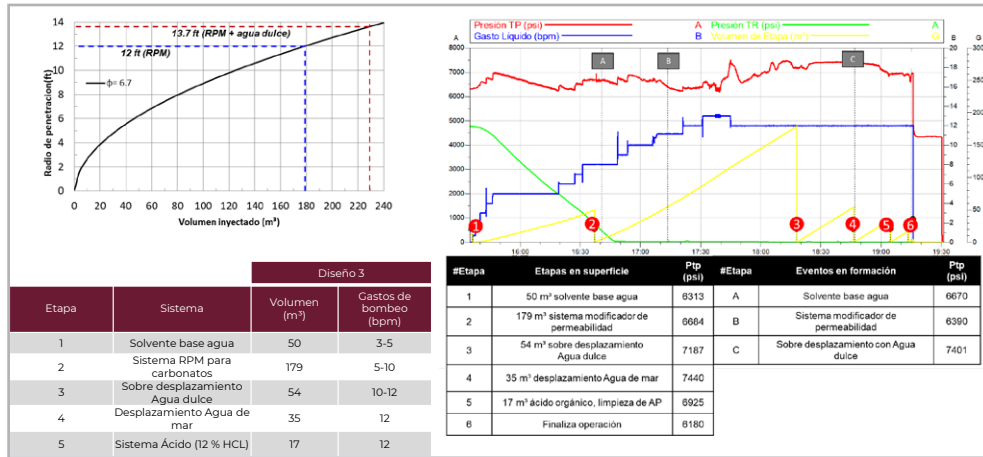 Radio de penetracion(ft)
14
12
10
8
6
4
2
0
13.7 ft (RPM + agua dulce)
12 ft (RPM)
ϕ= 6.7
0 20 40 60 80 100 120 140 160 180 200 220 240
Volumen inyectado [m³]
Presión TP (psi) A Presión TR (psi) A
Gasto Líquido (bpm) B Volumen de Etapa (m³) G
A
8000
7000
6000
5000
4000
3000
2000
1000
0
A B C
1 2 3 4 5 6
B G
20 300
18
16 250
14
200
12
10
150
8
6 100
4
50
2
0 0
16:00 16:30 17:00 17:30 18:00 18:30 19:00 19:30
Diseño 3
Etapa Sistema Volumen (m³) Gastos de bombeo (bpm)
1 Solvente base agua 50 3-5
2 Sistema RPM para carbonatos 179 5-10
3 Sobre desplazamiento Agua dulce 54 10-12
4 Desplazamiento Agua de mar 35 12
5 Sistema Ácido (12 % HCL) 17 12
#Etapa Etapas en superficie Ptp (psi) #Etapa Eventos en formación Ptp (psi)
1 50 m³ solvente base agua 6313 A Solvente base agua 6670
2 179 m³ sistema modificador de permeabilidad 6664 B Sistema modificador de permeabilidad 6390
3 54 m³ sobre desplazamiento Agua dulce 7187 C Sobre desplazamiento con Agua dulce 7401
4 35 m³ desplazamiento Agua de mar 7440
5 17 m³ ácido orgánico, limpieza de AP 6925
6 Finaliza operación 6180